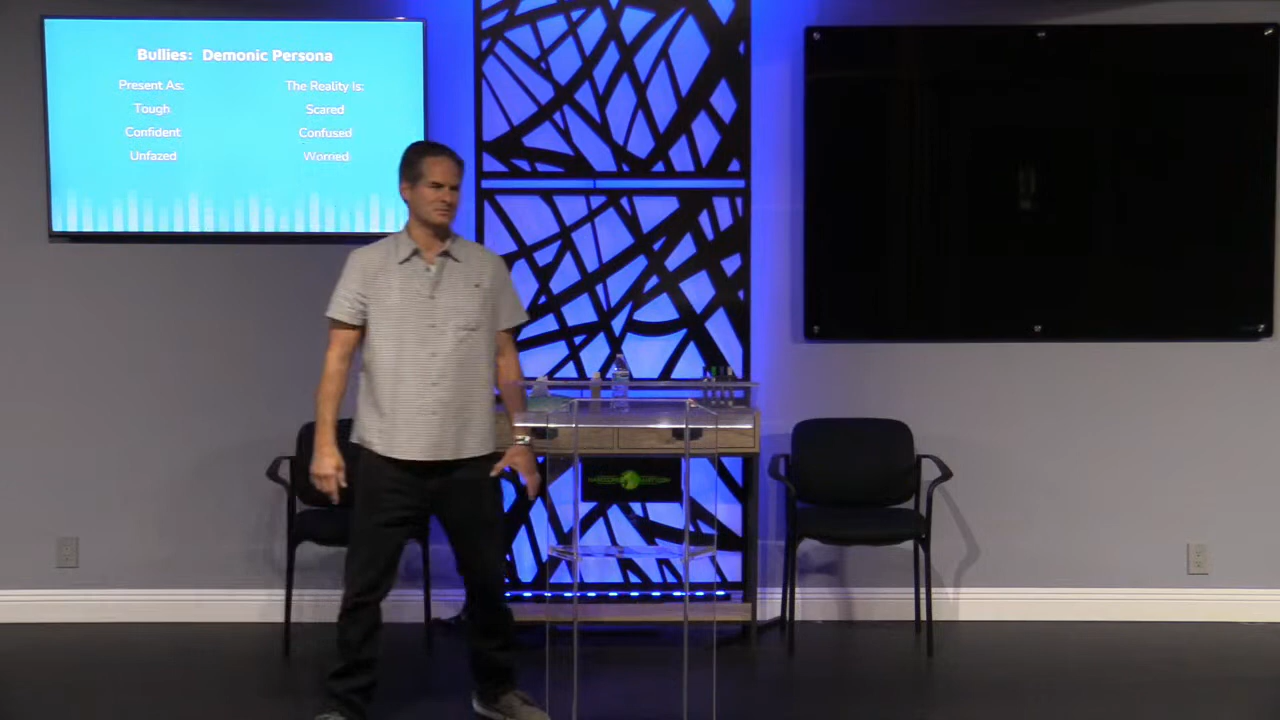 Bullies: Demonic Persona
Present As: The Reality Is:
Tough Scared
Confident Confused
Unfazed Worried